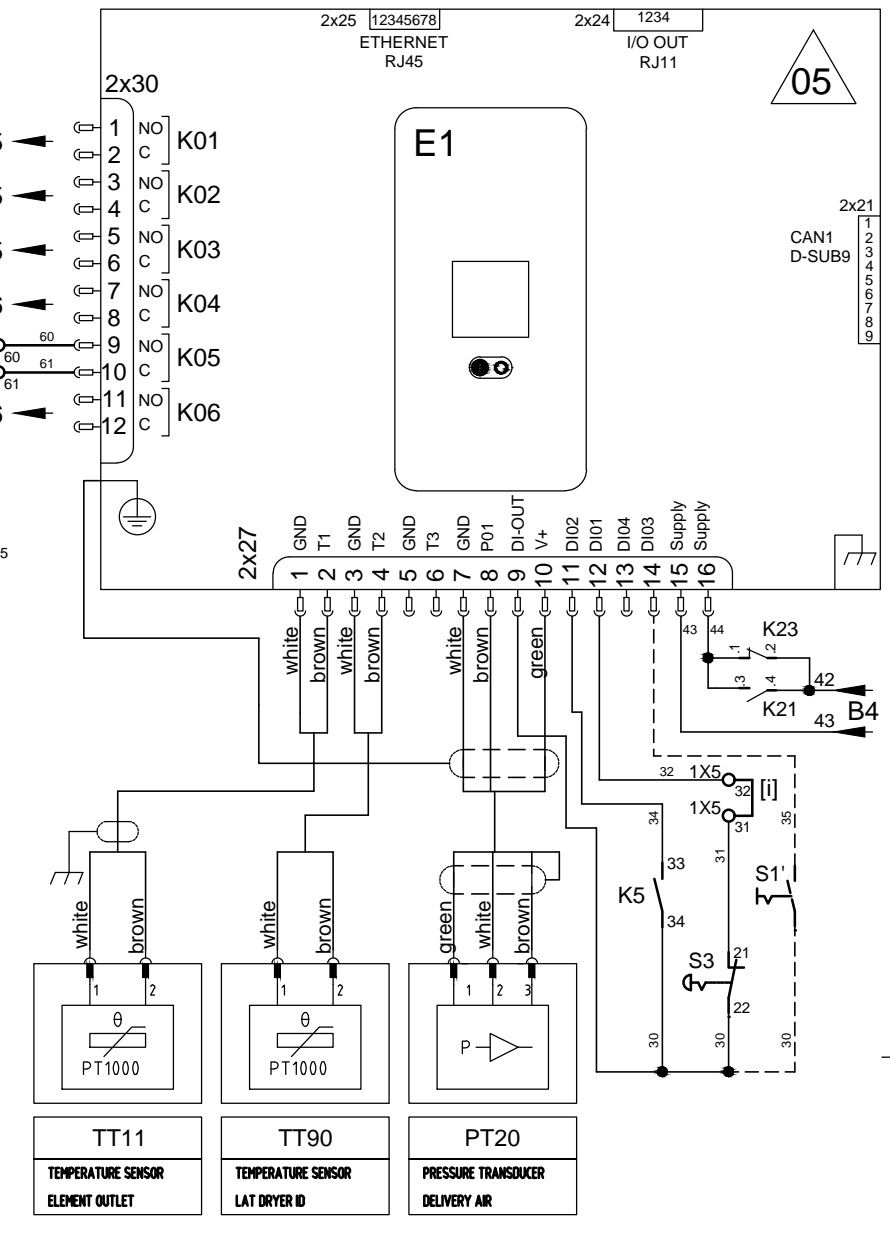 2x25 12345678
ETHERNET
RJ45
2x24 1234
I/O OUT
RJ11
05
2x30
E1
1 NO
2 C
K01
3 NO
4 C
K02
5 NO
6 C
K03
7 NO
8 C
K04
60 9 NO
60
61 10 C
61
K05
11 NO
12 C
K06
2x21
CAN1
D-SUB9
1
2
3
4
5
6
7
8
9
5
2x27
GND T1 GND T2 GND T3 GND P01 DI-OUT V+ DI02 DI01 DI04 DI03 Supply Supply
1 2 3 4 5 6 7 8 9 10 11 12 13 14 15 16
white brown white brown white brown green
43 44
K23
.1 .2
.3 .4
K21
42
43
B4
32 1X5
32
[i]
1X5
31
34
31
35
33
K5
34
S1'
S3
21
22
30 30 30
white brown
white brown
green white brown
1 2
1 2
1 2 3
θ
PT1000
θ
PT1000
P
TT11
TEMPERATURE SENSOR
ELEMENT OUTLET
TT90
TEMPERATURE SENSOR
LAT DRYER ID
PT20
PRESSURE TRANSDUCER
DELIVERY AIR